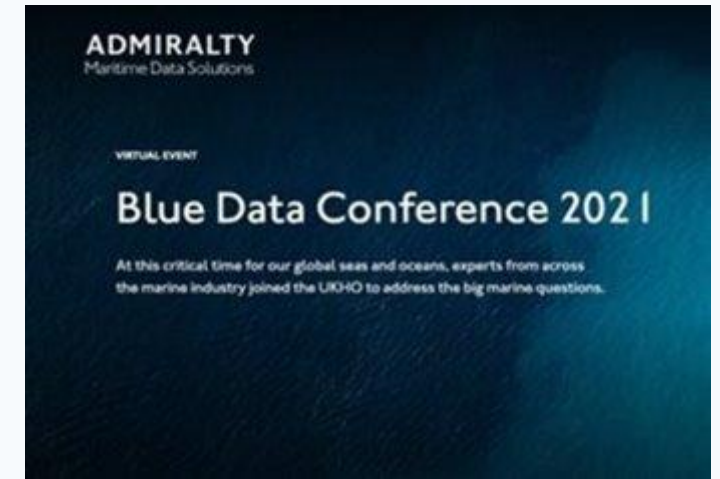 ADMIRALTY
Maritime Data Solutions
VIRTUAL EVENT
Blue Data Conference 2021
At this critical time for our global seas and oceans, experts from across
the marine industry joined the UKHO to address the big marine questions.